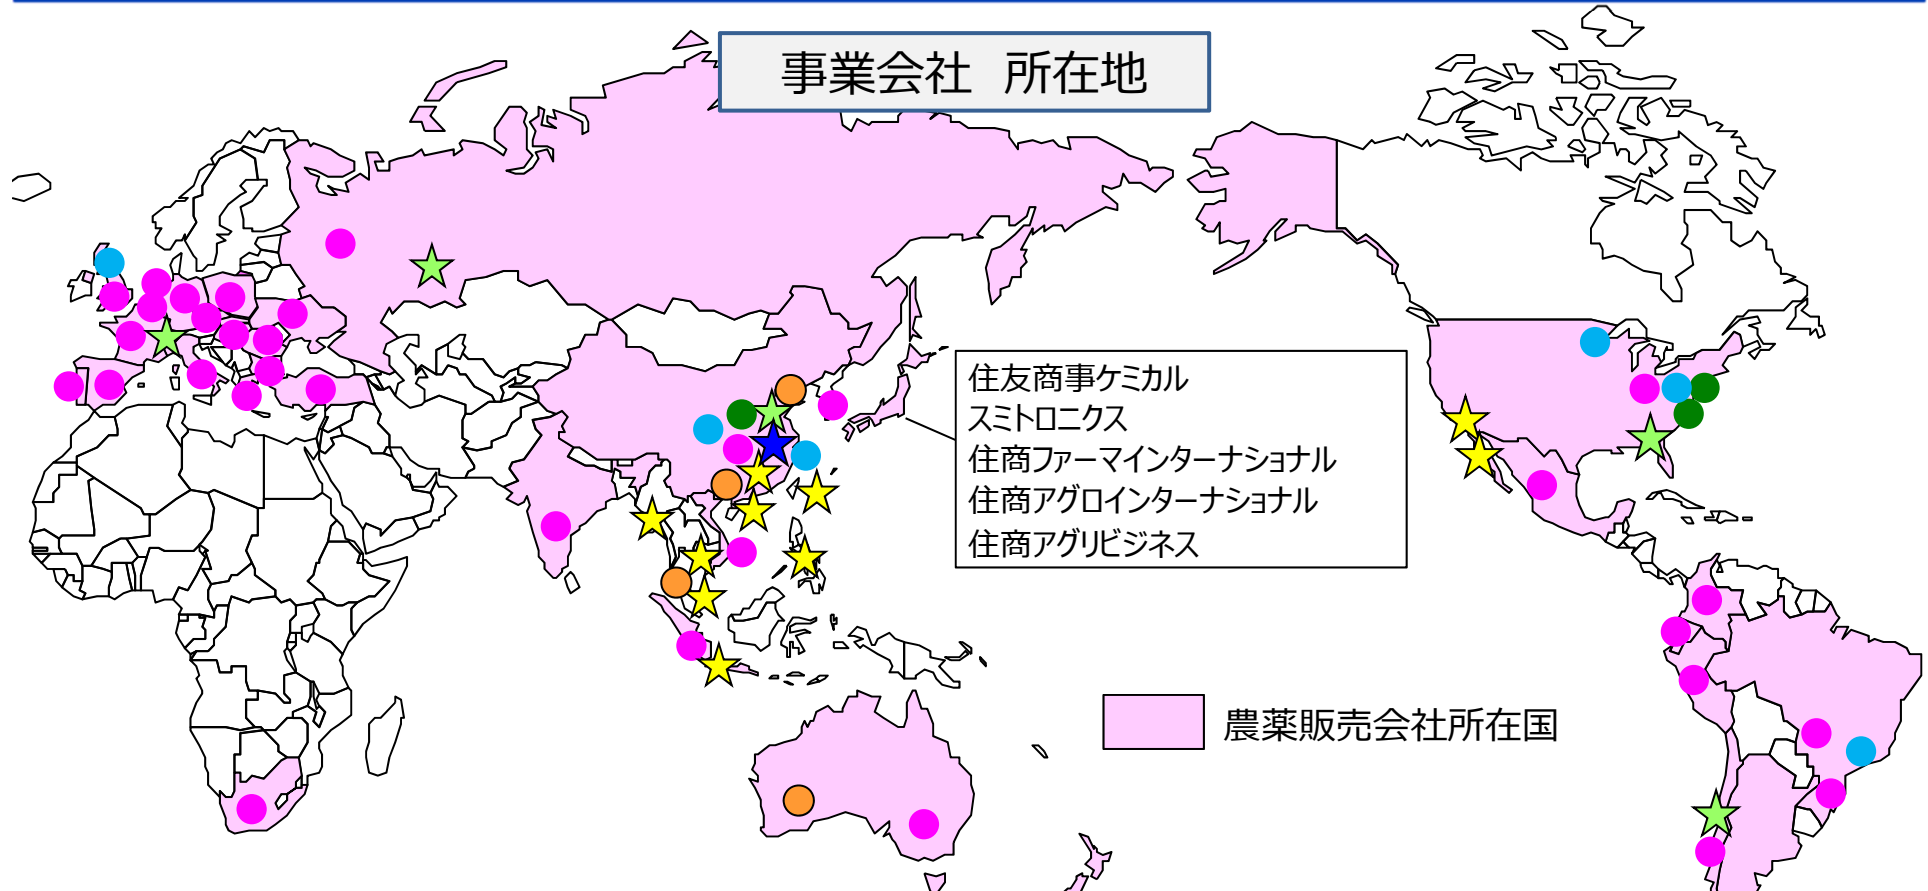 事業会社　所在地
住友商事ケミカル
スミトロニクス
住商ファーマインターナショナル
住商アグロインターナショナル
住商アグリビジネス
農薬販売会社所在国